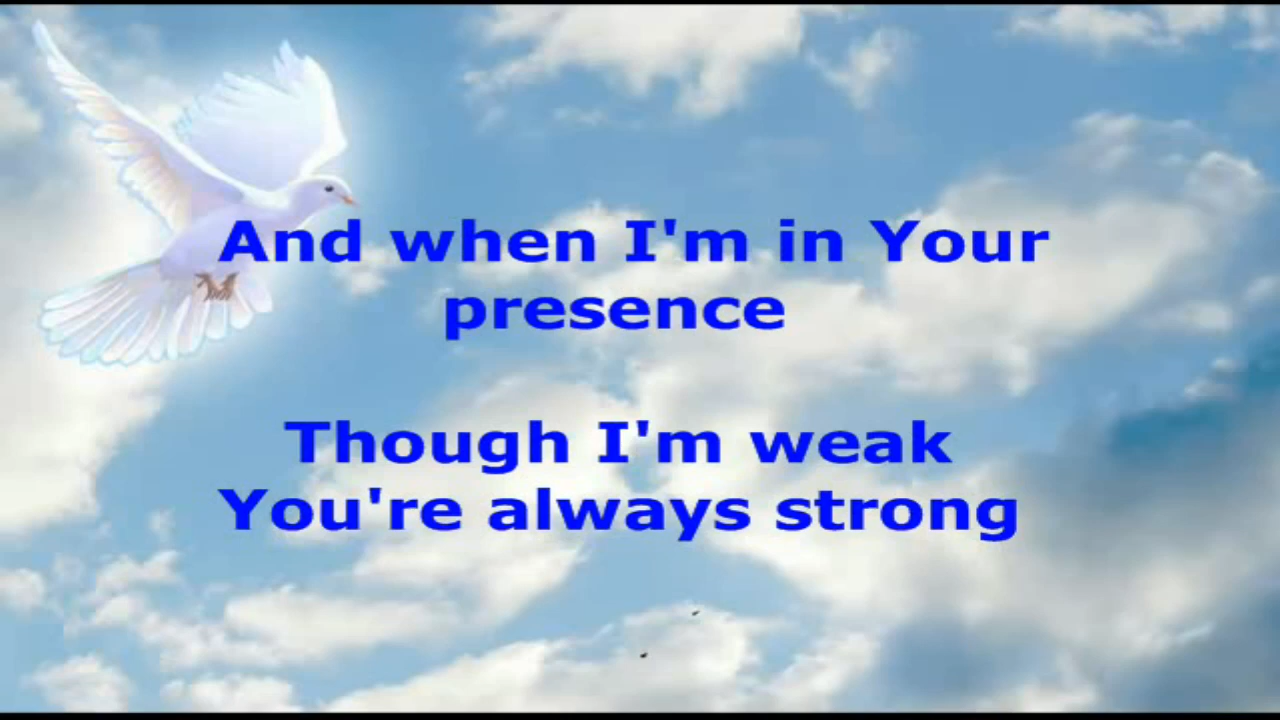 And when I'm in Your
presence
Though I'm weak
You're always strong